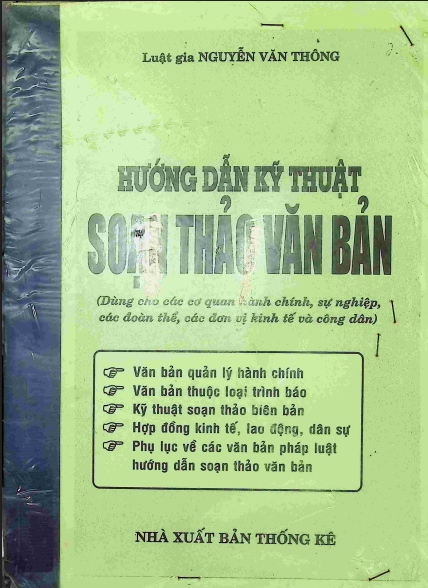 Luật gia NGUYỄN VĂN THÔNG
HƯỚNG DẪN KỸ THUẬT
SOẠN THẢO VĂN BẢN
(Dùng cho các cơ quan hành chính, sự nghiệp,
các đoàn thể, các đơn vị kinh tế và công dân)
Văn bản quản lý hành chính
Văn bản thuộc loại trình báo
Kỹ thuật soạn thảo biên bản
Hợp đồng kinh tế, lao động, dân sự
Phụ lục về các văn bản pháp luật
hướng dẫn soạn thảo văn bản
NHÀ XUẤT BẢN THỐNG KÊ